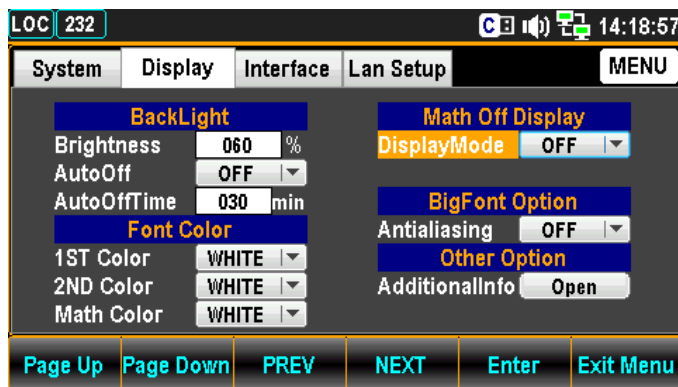 LOC 232 C 14:18:57
System Display Interface Lan Setup MENU
BackLight
Brightness 060 %
AutoOff OFF
AutoOffTime 030 min
Font Color
1ST Color WHITE
2ND Color WHITE
Math Color WHITE
Math Off Display
DisplayMode OFF
BigFont Option
Antialiasing OFF
Other Option
AdditionalInfo Open
Page Up Page Down PREV NEXT Enter Exit Menu